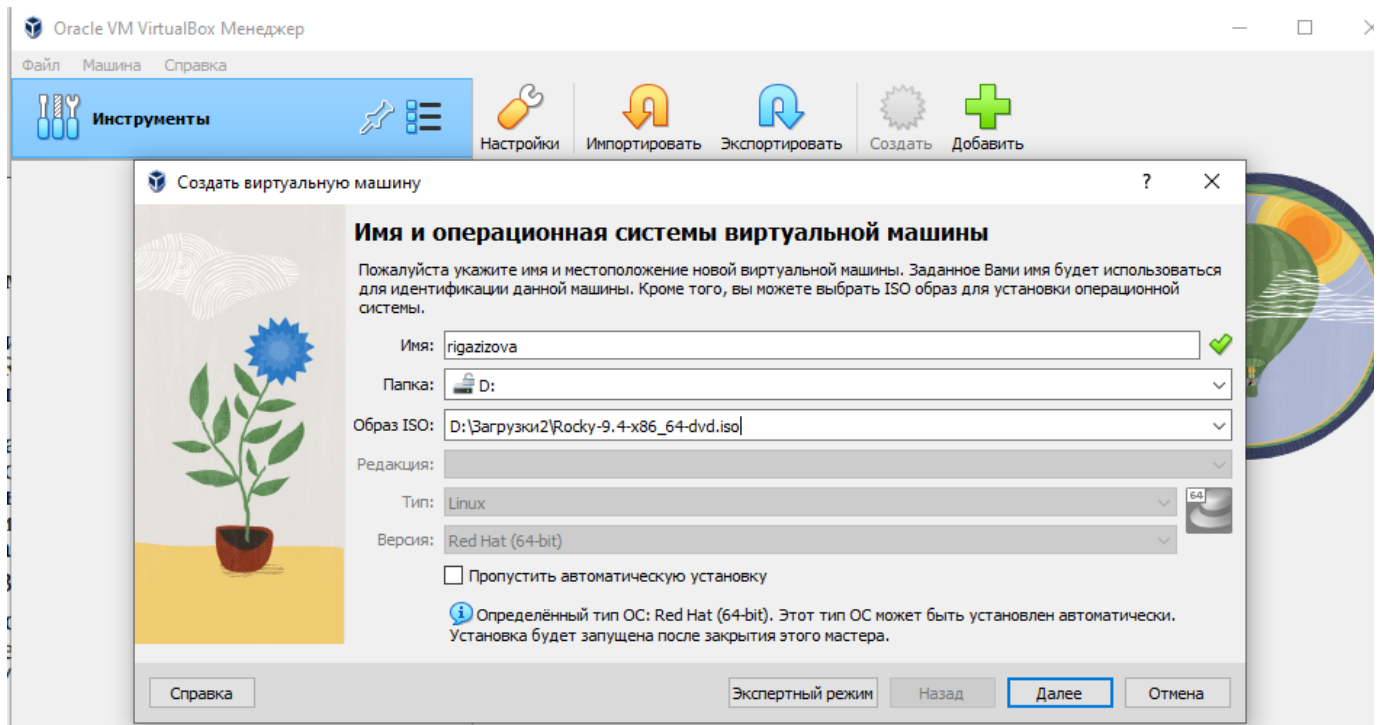 Oracle VM VirtualBox Менеджер
Файл Машина Справка
Инструменты
Настройки Импортировать Экспортировать Создать Добавить
Создать виртуальную машину ?
Имя и операционная системы виртуальной машины
Пожалуйста укажите имя и местоположение новой виртуальной машины. Заданное Вами имя будет использоваться
для идентификации данной машины. Кроме того, вы можете выбрать ISO образ для установки операционной
системы.
Имя: rigazizova
Папка: D:
Образ ISO: D:\Загрузки2\Rocky-9.4-x86_64-dvd.iso
Редакция:
Тип: Linux
64
Версия: Red Hat (64-bit)
Пропустить автоматическую установку
Определённый тип ОС: Red Hat (64-bit). Этот тип ОС может быть установлен автоматически.
Установка будет запущена после закрытия этого мастера.
Справка Экспертный режим Назад Далее Отмена